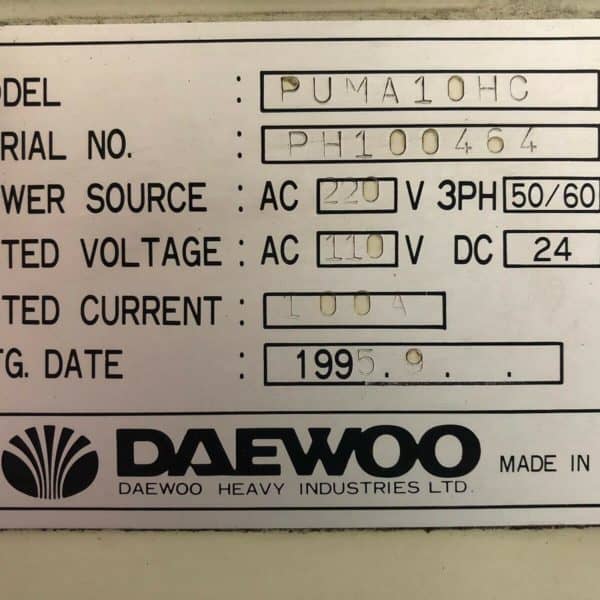 ODEL : PUMA10HC
RIAL NO. : PH100464
WER SOURCE : AC 220 V 3PH 50/60
TED VOLTAGE : AC 110 V DC 24
TED CURRENT : 100A
G. DATE : 1995.9. . .
DAEWOO MADE IN
DAEWOO HEAVY INDUSTRIES LTD.